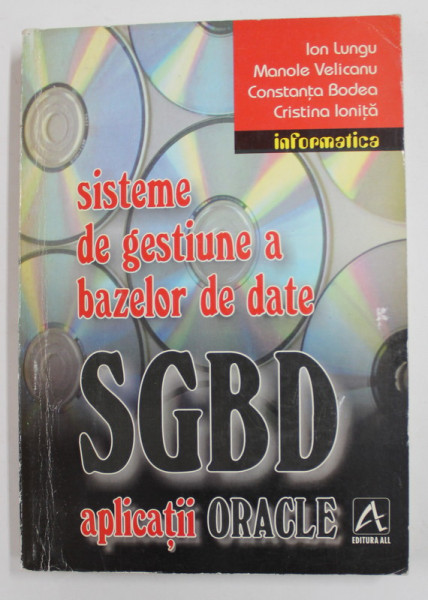 Ion Lungu
Manole Velicanu
Constanța Bodea
Cristina Ioniță
informatica
sisteme
de gestiune a
bazelor de date
SGBD
aplicații ORACLE
EDITURA ALL